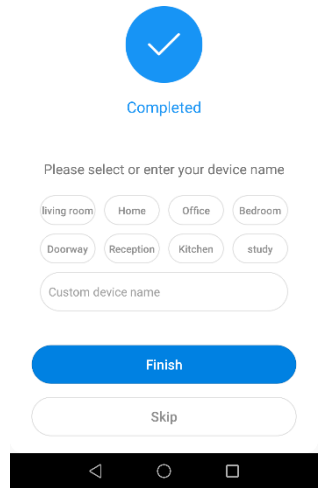 Completed
Please select or enter your device name
living room Home Office Bedroom
Doorway Reception Kitchen study
Custom device name
Finish
Skip